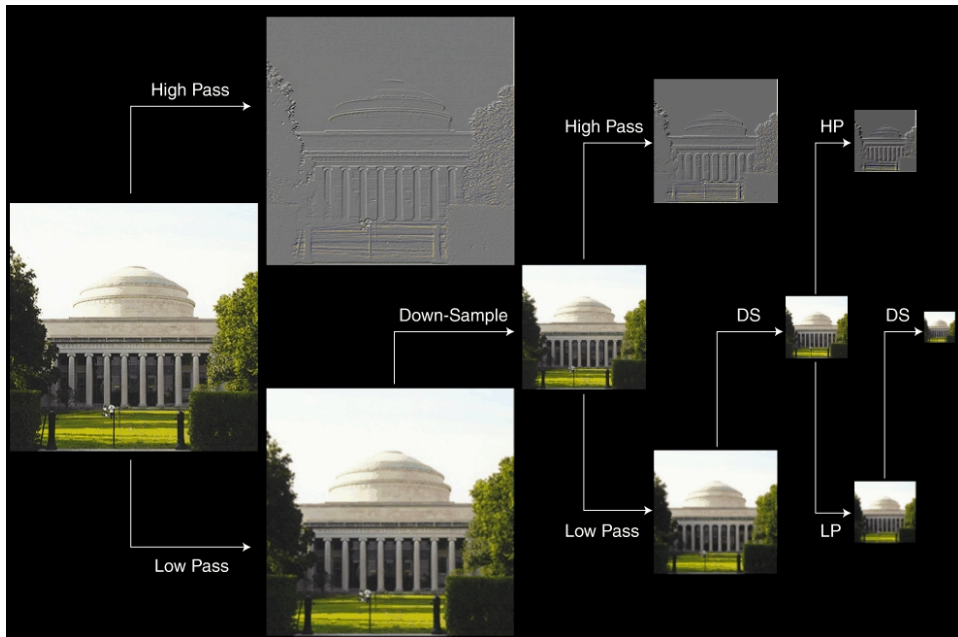 High Pass
High Pass
HP
Down-Sample
DS
DS
Low Pass
Low Pass
LP